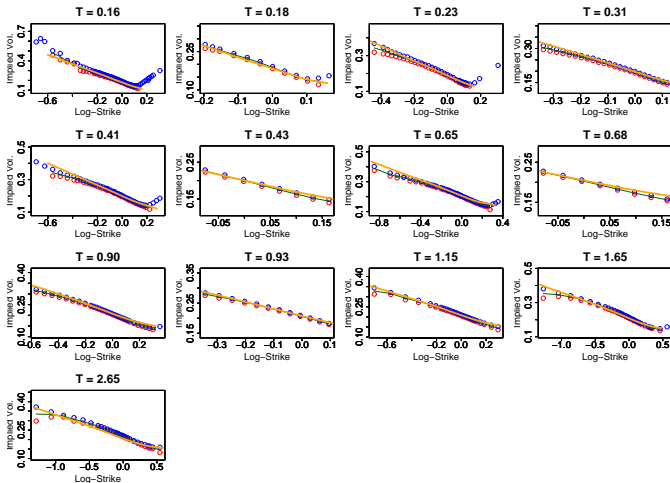 T = 0.16
T = 0.18
T = 0.23
T = 0.31
Implied Vol.
0.1 0.4 0.7
−0.6 −0.2 0.2
Log−Strike
Implied Vol.
0.10 0.25
−0.2 −0.1 0.0 0.1
Log−Strike
Implied Vol.
0.1 0.3
−0.4 −0.2 0.0 0.2
Log−Strike
Implied Vol.
0.15 0.30
−0.3 −0.2 −0.1 0.0 0.1
Log−Strike
T = 0.41
T = 0.43
T = 0.65
T = 0.68
Implied Vol.
0.1 0.3 0.5
−0.6 −0.2 0.2
Log−Strike
Implied Vol.
0.15 0.25
−0.05 0.05 0.15
Log−Strike
Implied Vol.
0.1 0.4
−0.8 −0.4 0.0 0.4
Log−Strike
Implied Vol.
0.15 0.25
−0.05 0.05 0.15
Log−Strike
T = 0.90
T = 0.93
T = 1.15
T = 1.65
Implied Vol.
0.10 0.25 0.40
−0.6 −0.4 −0.2 0.0 0.2 0.4
Log−Strike
Implied Vol.
0.15 0.25 0.35
−0.3 −0.2 −0.1 0.0 0.1
Log−Strike
Implied Vol.
0.10 0.25 0.40
−0.6 −0.2 0.2
Log−Strike
Implied Vol.
0.1 0.3 0.5
−1.0 −0.5 0.0 0.5
Log−Strike
T = 2.65
Implied Vol.
0.10 0.25 0.40
−1.0 −0.5 0.0 0.5
Log−Strike